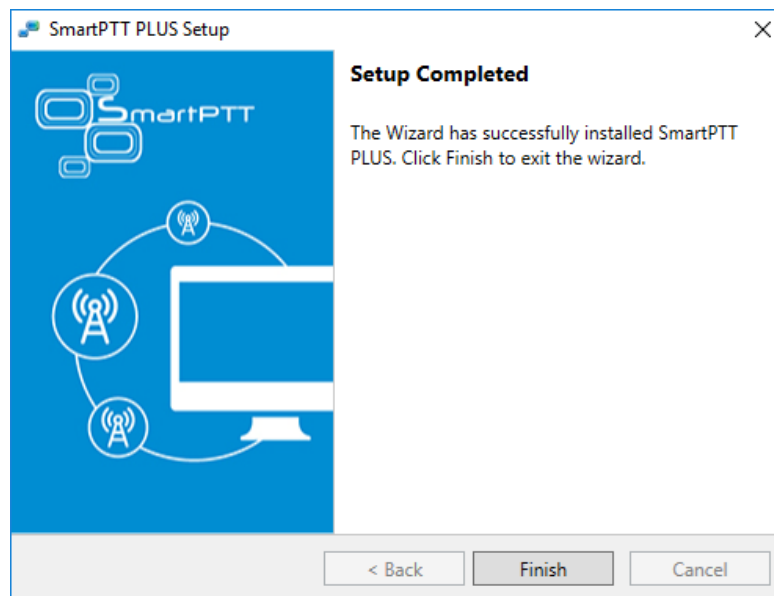 SmartPTT PLUS Setup
SmartPTT
Setup Completed
The Wizard has successfully installed SmartPTT
PLUS. Click Finish to exit the wizard.
< Back
Finish
Cancel